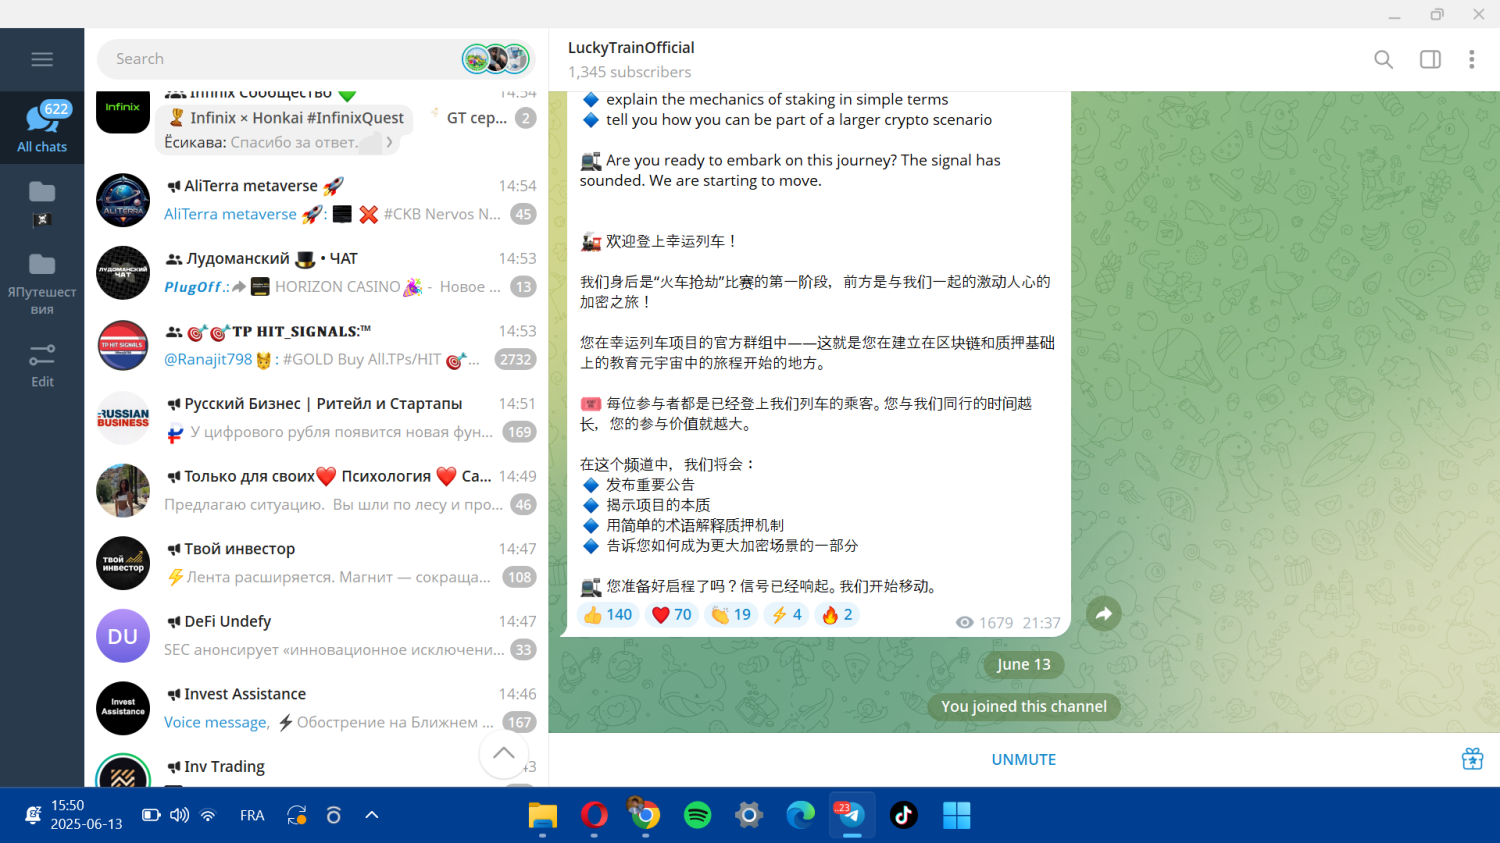 Search
622
All chats
ЯПутешест
вия
Edit
Infinix
Infinix Сообщество
14:54
Infinix × Honkai #InfinixQuest
GT сер...
2
Ёсикава: Спасибо за ответ.
AliTerra metaverse
14:54
AliTerra metaverse : #CKB Nervos N...
45
ALITERRA
Лудоманский • ЧАТ
14:53
PlugOff.: HORIZON CASINO - Новое ...
13
ЛУДОМАНСКИЙ
ЧАТ
TP HIT_SIGNALS:™
14:53
@Ranajit798 : #GOLD Buy All.TPs/HIT ...
2732
TP HIT SIGNALS
Русский Бизнес | Ритейл и Стартапы
14:51
У цифрового рубля появится новая фун...
169
RUSSIAN
BUSINESS
Только для своих Психология Са...
14:49
Предлагаю ситуацию. Вы шли по лесу и про...
46
Твой инвестор
14:47
Лента расширяется. Магнит — сокраща...
108
ТВОЙ
ИНВЕСТОР
DeFi Undefy
14:47
SEC анонсирует «инновационное исключени...
33
DU
Invest Assistance
14:46
Voice message, Обострение на Ближнем ...
167
Invest
Assistance
Inv Trading
43
LuckyTrainOfficial
1,345 subscribers
explain the mechanics of staking in simple terms
tell you how you can be part of a larger crypto scenario
Are you ready to embark on this journey? The signal has
sounded. We are starting to move.
欢迎登上幸运列车！
我们身后是“火车抢劫”比赛的第一阶段，前方是与我们一起的激动人心的
加密之旅！
您在幸运列车项目的官方群组中——这就是您在建立在区块链和质押基础
上的教育元宇宙中的旅程开始的地方。
每位参与者都是已经登上我们列车的乘客。您与我们同行的时间越
长，您的参与价值就越大。
在这个频道中，我们将会：
发布重要公告
揭示项目的本质
用简单的术语解释质押机制
告诉您如何成为更大加密场景的一部分
您准备好启程了吗？信号已经响起。我们开始移动。
140
70
19
4
2
1679 21:37
June 13
You joined this channel
UNMUTE
15:50
2025-06-13
FRA
..23